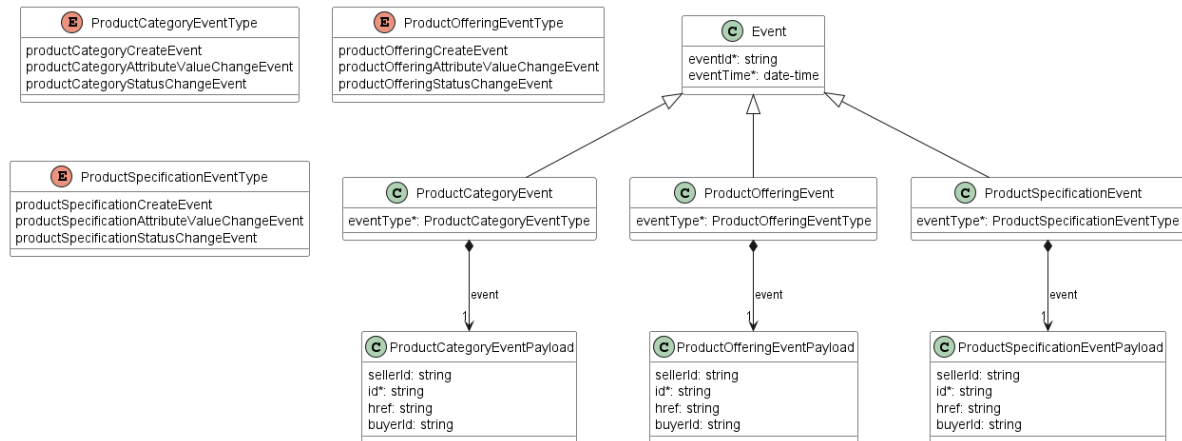 E ProductCategoryEventType
productCategoryCreateEvent
productCategoryAttributeValueChangeEvent
productCategoryStatusChangeEvent
E ProductOfferingEventType
productOfferingCreateEvent
productOfferingAttributeValueChangeEvent
productOfferingStatusChangeEvent
C Event
eventId*: string
eventTime*: date-time
E ProductSpecificationEventType
productSpecificationCreateEvent
productSpecificationAttributeValueChangeEvent
productSpecificationStatusChangeEvent
C ProductCategoryEvent
eventType*: ProductCategoryEventType
C ProductOfferingEvent
eventType*: ProductOfferingEventType
C ProductSpecificationEvent
eventType*: ProductSpecificationEventType
event
1
event
1
event
1
C ProductCategoryEventPayload
sellerId: string
id*: string
href: string
buyerId: string
C ProductOfferingEventPayload
sellerId: string
id*: string
href: string
buyerId: string
C ProductSpecificationEventPayload
sellerId: string
id*: string
href: string
buyerId: string